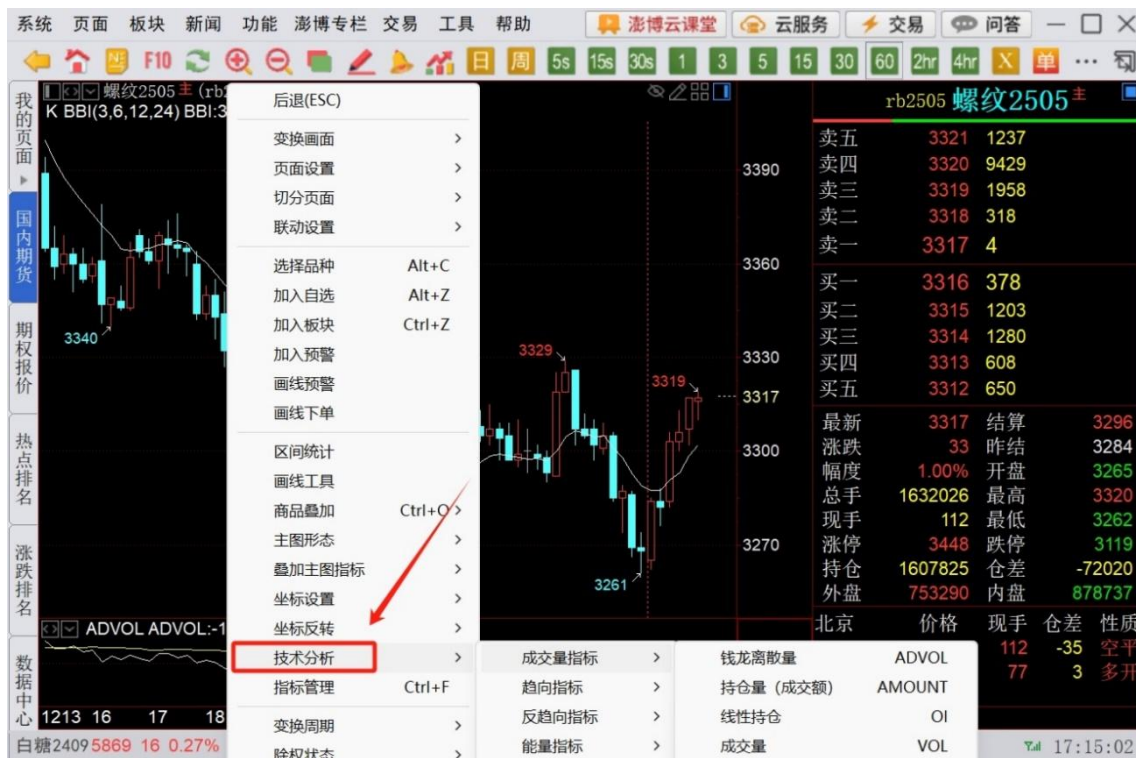 系统 页面 板块 新闻 功能 澎博专栏 交易 工具 帮助 澎博云课堂 云服务 交易 问答
F10 日 周 5s 15s 30s 1 3 5 15 30 60 2hr 4hr X 单 ...
我的页面
国内期货
期权报价
热点排名
涨跌排名
数据中心
螺纹2505主 (rb2
K BBI(3,6,12,24) BBI:3
3340
3329
3319
3261
3390
3360
3330
3317
3300
3270
ADVOL ADVOL:-1
1213 16 17 18
后退(ESC)
变换画面 >
页面设置 >
切分页面 >
联动设置 >
选择品种 Alt+C
加入自选 Alt+Z
加入板块 Ctrl+Z
加入预警
画线预警
画线下单
区间统计
画线工具
商品叠加 Ctrl+O >
主图形态 >
叠加主图指标 >
坐标设置 >
坐标反转 >
技术分析 >
指标管理 Ctrl+F
变换周期 >
除权状态 >
成交量指标 >
趋向指标 >
反趋向指标 >
能量指标 >
钱龙离散量 ADVOL
持仓量（成交额） AMOUNT
线性持仓 OI
成交量 VOL
rb2505 螺纹2505主
卖五 3321 1237
卖四 3320 9429
卖三 3319 1958
卖二 3318 318
卖一 3317 4
买一 3316 378
买二 3315 1203
买三 3314 1280
买四 3313 608
买五 3312 650
最新 3317 结算 3296
涨跌 33 昨结 3284
幅度 1.00% 开盘 3265
总手 1632026 最高 3320
现手 112 最低 3262
涨停 3448 跌停 3119
持仓 1607825 仓差 -72020
外盘 753290 内盘 878737
北京 价格 现手 仓差 性质
112 -35 空平
77 3 多开
白糖2409 5869 16 0.27%
17:15:02